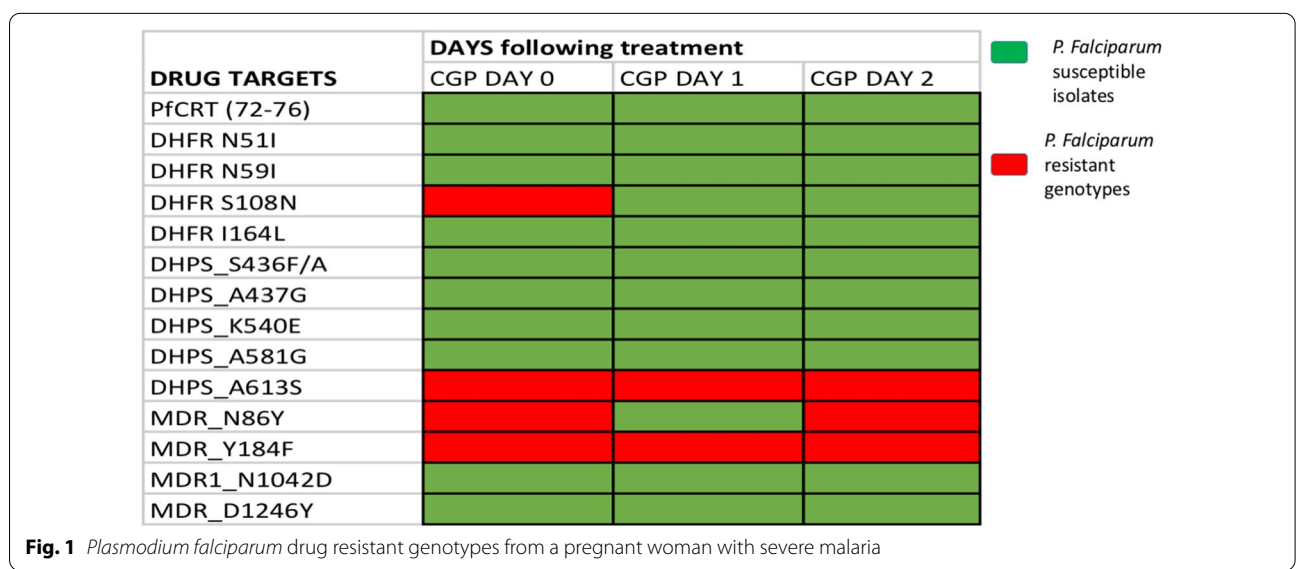 DAYS following treatment
DRUG TARGETS CGP DAY 0 CGP DAY 1 CGP DAY 2
PfCRT (72-76)
DHFR N51I
DHFR N59I
DHFR S108N
DHFR I164L
DHPS_S436F/A
DHPS_A437G
DHPS_K540E
DHPS_A581G
DHPS_A613S
MDR_N86Y
MDR_Y184F
MDR1_N1042D
MDR_D1246Y
P. Falciparum
susceptible
isolates
P. Falciparum
resistant
genotypes
Fig. 1 Plasmodium falciparum drug resistant genotypes from a pregnant woman with severe malaria